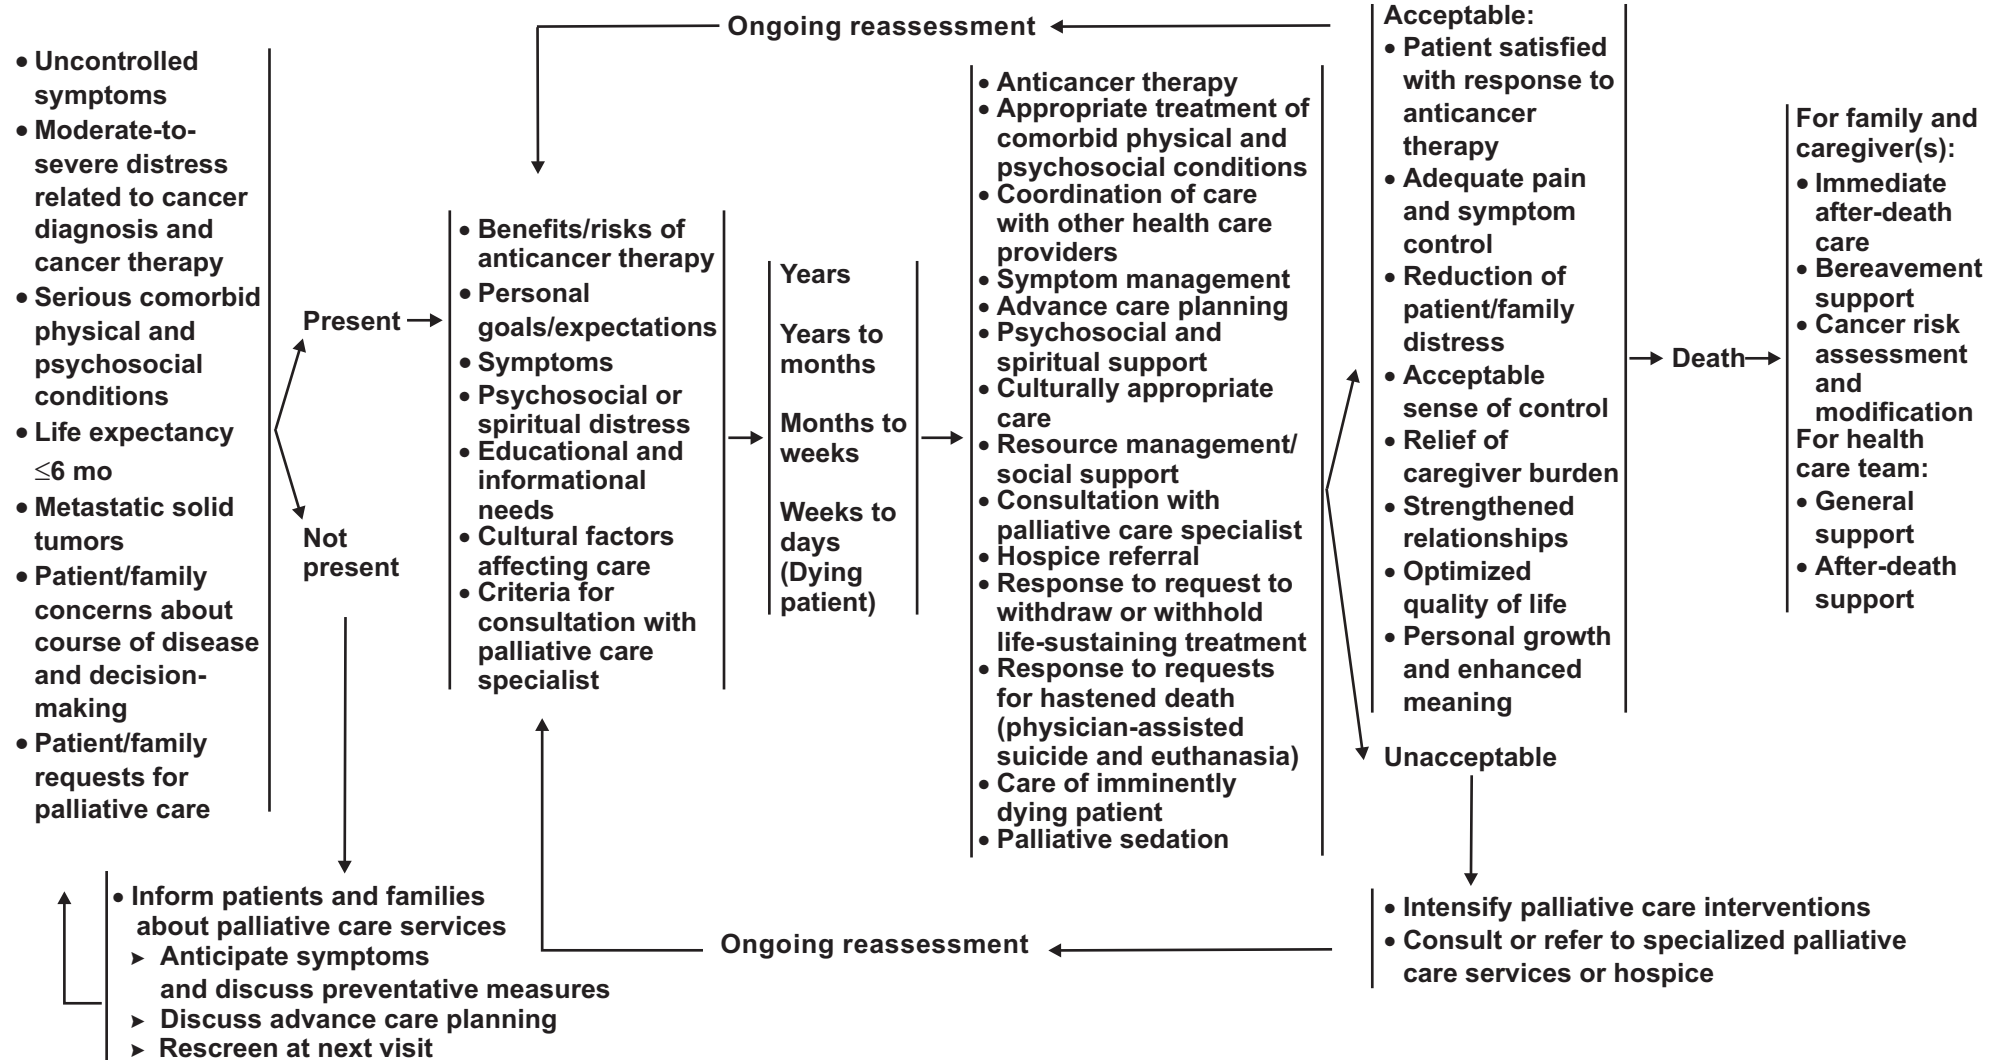 • Uncontrolled
symptoms
• Moderate-to-
severe distress
related to cancer
diagnosis and
cancer therapy
• Serious comorbid
physical and
psychosocial
conditions
• Life expectancy
≤6 mo
• Metastatic solid
tumors
• Patient/family
concerns about
course of disease
and decision-
making
• Patient/family
requests for
palliative care
Present
Not
present
• Inform patients and families
about palliative care services
➤ Anticipate symptoms
and discuss preventative measures
➤ Discuss advance care planning
➤ Rescreen at next visit
Ongoing reassessment
• Benefits/risks of
anticancer therapy
• Personal
goals/expectations
• Symptoms
• Psychosocial or
spiritual distress
• Educational and
informational
needs
• Cultural factors
affecting care
• Criteria for
consultation with
palliative care
specialist
Years
Years to
months
Months to
weeks
Weeks to
days
(Dying
patient)
• Anticancer therapy
• Appropriate treatment of
comorbid physical and
psychosocial conditions
• Coordination of care
with other health care
providers
• Symptom management
• Advance care planning
• Psychosocial and
spiritual support
• Culturally appropriate
care
• Resource management/
social support
• Consultation with
palliative care specialist
• Hospice referral
• Response to request to
withdraw or withhold
life-sustaining treatment
• Response to requests
for hastened death
(physician-assisted
suicide and euthanasia)
• Care of imminently
dying patient
• Palliative sedation
Acceptable:
• Patient satisfied
with response to
anticancer
therapy
• Adequate pain
and symptom
control
• Reduction of
patient/family
distress
• Acceptable
sense of control
• Relief of
caregiver burden
• Strengthened
relationships
• Optimized
quality of life
• Personal growth
and enhanced
meaning
Unacceptable
• Intensify palliative care interventions
• Consult or refer to specialized palliative
care services or hospice
Ongoing reassessment
Death
For family and
caregiver(s):
• Immediate
after-death
care
• Bereavement
support
• Cancer risk
assessment
and
modification
For health
care team:
• General
support
• After-death
support